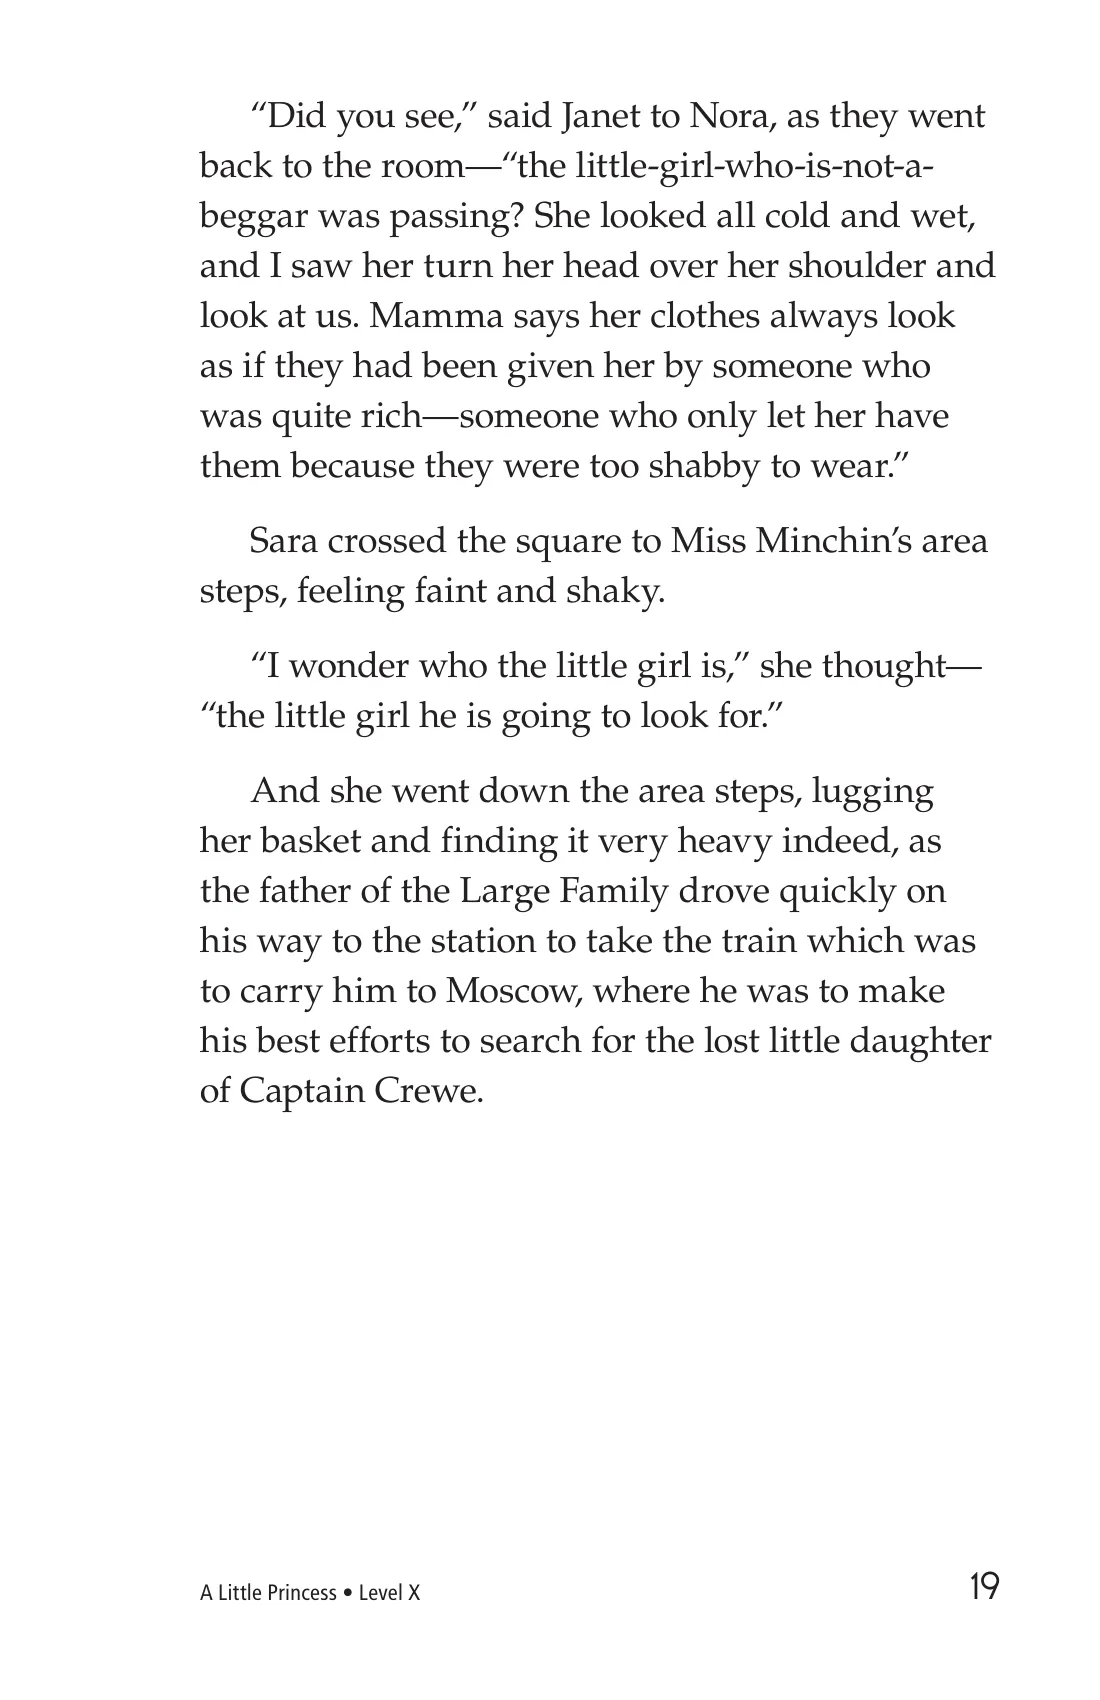 “Did you see,” said Janet to Nora, as they went
back to the room—“the little-girl-who-is-not-a-
beggar was passing? She looked all cold and wet,
and I saw her turn her head over her shoulder and
look at us. Mamma says her clothes always look
as if they had been given her by someone who
was quite rich—someone who only let her have
them because they were too shabby to wear.”
Sara crossed the square to Miss Minchin’s area
steps, feeling faint and shaky.
“I wonder who the little girl is,” she thought—
“the little girl he is going to look for.”
And she went down the area steps, lugging
her basket and finding it very heavy indeed, as
the father of the Large Family drove quickly on
his way to the station to take the train which was
to carry him to Moscow, where he was to make
his best efforts to search for the lost little daughter
of Captain Crewe.
A Little Princess • Level X
19